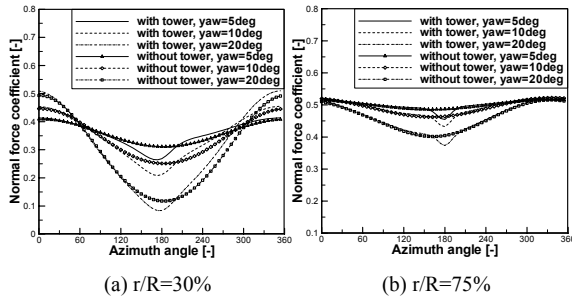 with tower, yaw=5deg
with tower, yaw=10deg
with tower, yaw=20deg
without tower, yaw=5deg
without tower, yaw=10deg
without tower, yaw=20deg
Normal force coefficient [-]
0.8
0.7
0.6
0.5
0.4
0.3
0.2
0.1
0
0 60 120 180 240 300 360
Azimuth angle [-]
(a) r/R=30%
with tower, yaw=5deg
with tower, yaw=10deg
with tower, yaw=20deg
without tower, yaw=5deg
without tower, yaw=10deg
without tower, yaw=20deg
Normal force coefficient [-]
0.8
0.7
0.6
0.5
0.4
0.3
0.2
0.1
0 60 120 180 240 300 360
Azimuth angle [-]
(b) r/R=75%